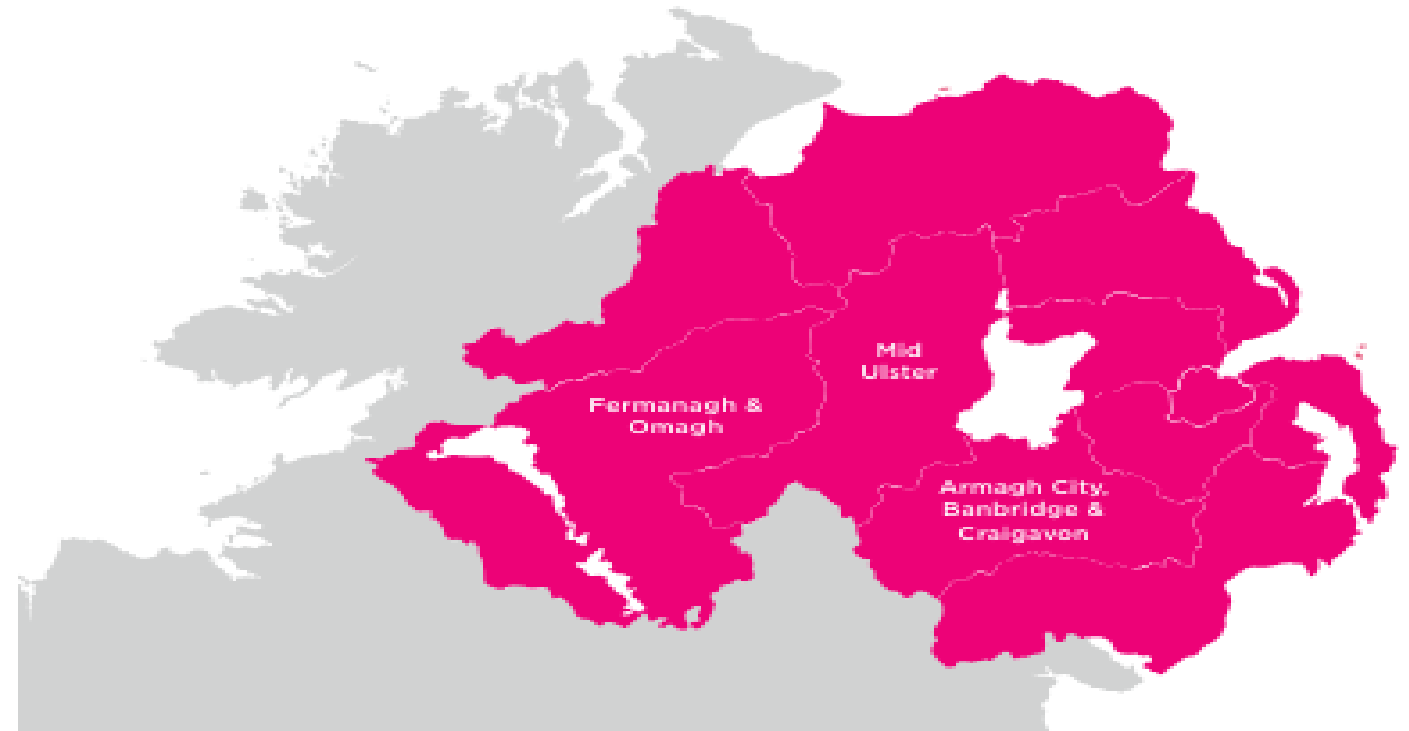 Mid
Ulster
Fermanagh &
Omagh
Armagh City,
Banbridge &
Craigavon